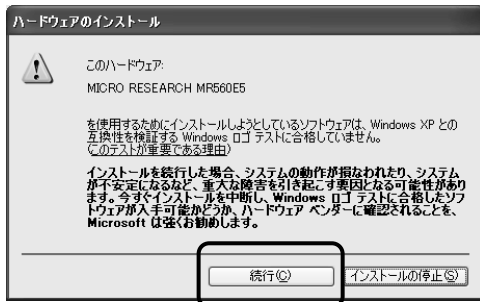 ハードウェアのインストール
このハードウェア:
MICRO RESEARCH MR560E5
を使用するためにインストールしようとしているソフトウェアは、Windows XP との
互換性を検証する Windows ロゴ テストに合格していません。
(このテストが重要である理由)
インストールを続行した場合、システムの動作が損なわれたり、システム
が不安定になるなど、重大な障害を引き起こす要因となる可能性があり
ます。今すぐインストールを中断し、Windows ロゴ テストに合格したソフ
トウェアが入手可能かどうか、ハードウェア ベンダーに確認されることを、
Microsoft は強くお勧めします。
続行(C)
インストールの停止(S)